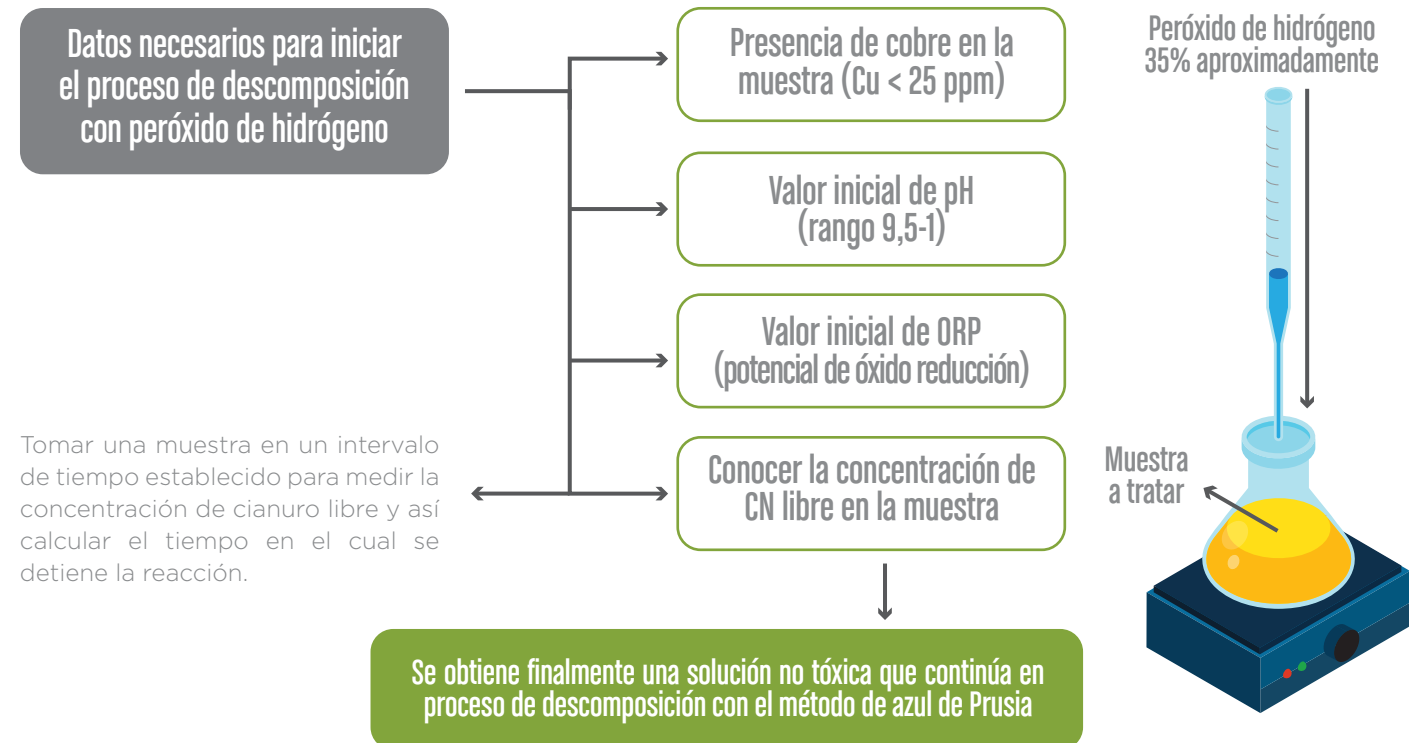 Datos necesarios para iniciar
el proceso de descomposición
con peróxido de hidrógeno
Presencia de cobre en la
muestra (Cu < 25 ppm)
Valor inicial de pH
(rango 9,5-1)
Valor inicial de ORP
(potencial de óxido reducción)
Conocer la concentración de
CN libre en la muestra
Tomar una muestra en un intervalo
de tiempo establecido para medir la
concentración de cianuro libre y así
calcular el tiempo en el cual se
detiene la reacción.
Se obtiene finalmente una solución no tóxica que continúa en
proceso de descomposición con el método de azul de Prusia
Peróxido de hidrógeno
35% aproximadamente
Muestra
a tratar